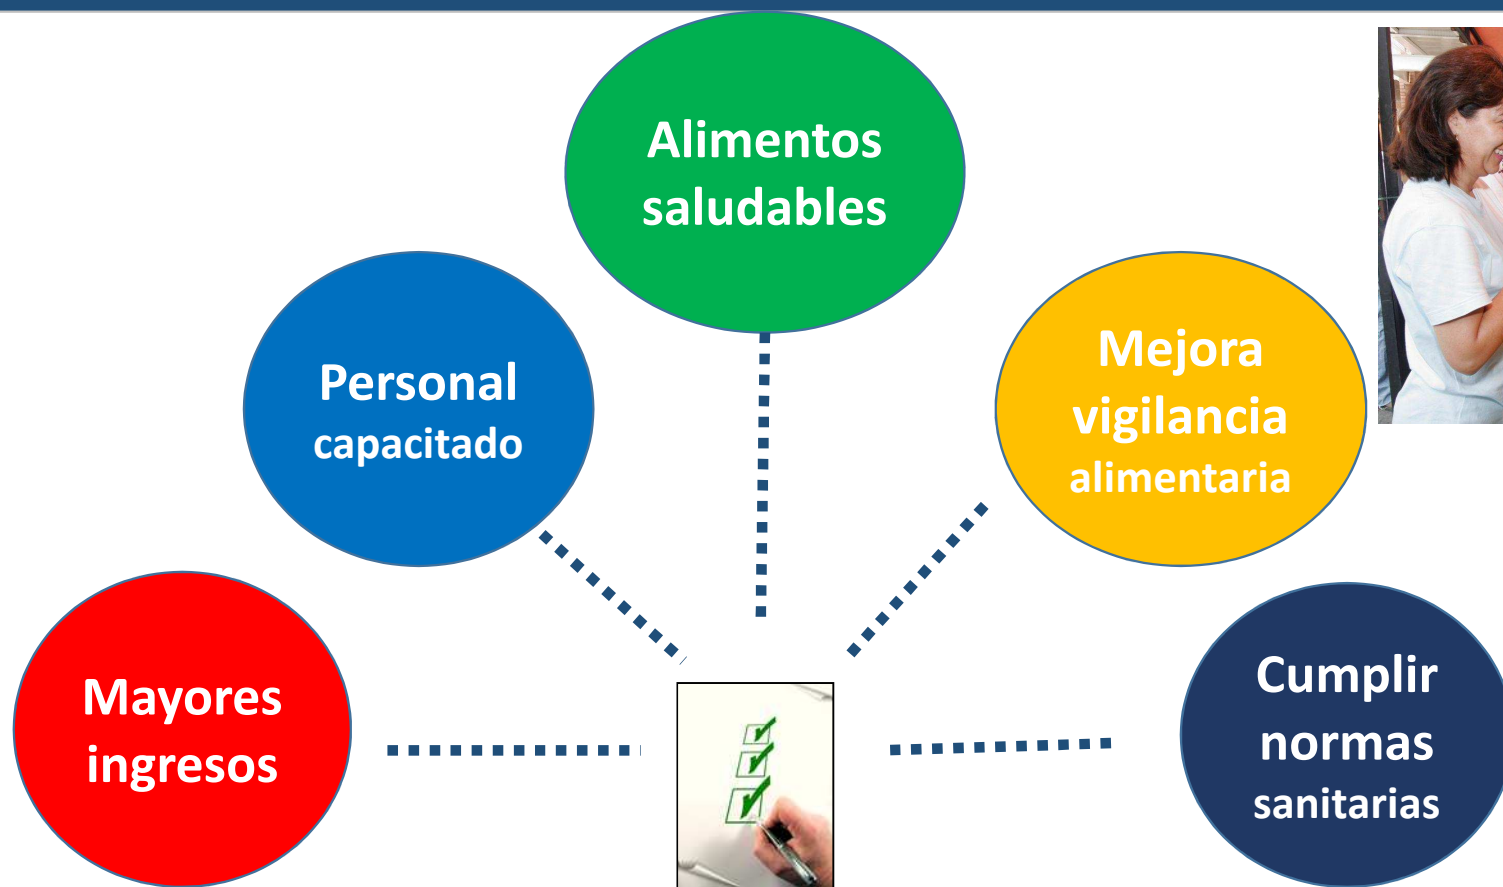 Alimentos
saludables
Personal
capacitado
Mejora
vigilancia
alimentaria
Mayores
ingresos
Cumplir
normas
sanitarias